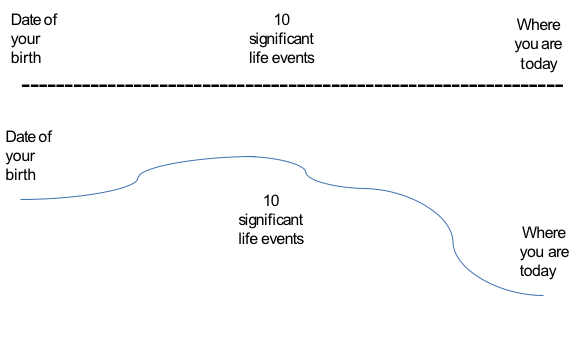 Date of
your
birth
10
significant
life events
Where
you are
today
Date of
your
birth
10
significant
life events
Where
you are
today